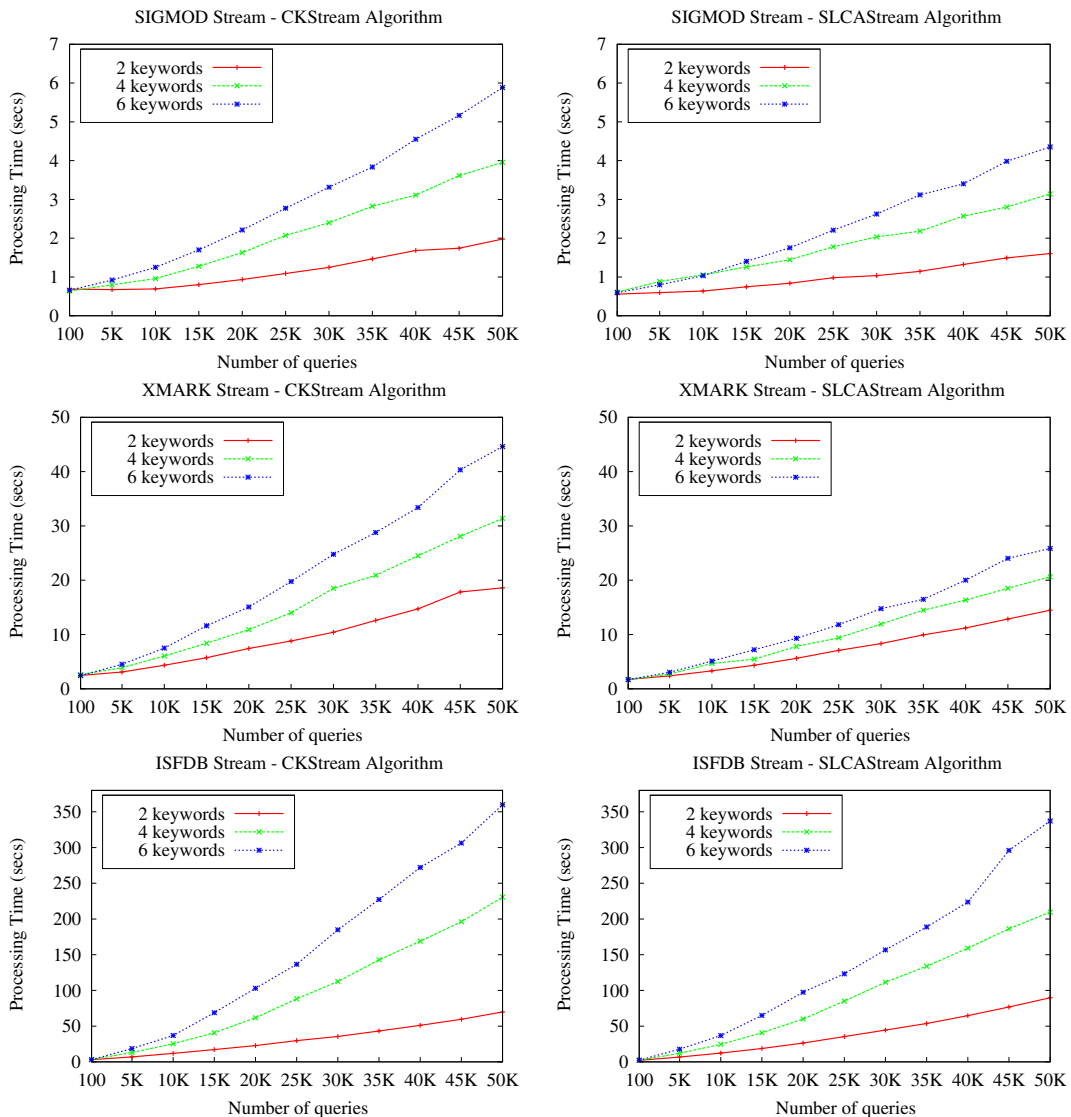 SIGMOD Stream - CKStream Algorithm
7
6
5
4
3
2
1
0
Processing Time (secs)
2 keywords
4 keywords
6 keywords
100 5K 10K 15K 20K 25K 30K 35K 40K 45K 50K
Number of queries
SIGMOD Stream - SLCAStream Algorithm
7
6
5
4
3
2
1
0
Processing Time (secs)
2 keywords
4 keywords
6 keywords
100 5K 10K 15K 20K 25K 30K 35K 40K 45K 50K
Number of queries
XMARK Stream - CKStream Algorithm
50
40
30
20
10
0
Processing Time (secs)
2 keywords
4 keywords
6 keywords
100 5K 10K 15K 20K 25K 30K 35K 40K 45K 50K
Number of queries
XMARK Stream - SLCAStream Algorithm
50
40
30
20
10
0
Processing Time (secs)
2 keywords
4 keywords
6 keywords
100 5K 10K 15K 20K 25K 30K 35K 40K 45K 50K
Number of queries
ISFDB Stream - CKStream Algorithm
350
300
250
200
150
100
50
0
Processing Time (secs)
2 keywords
4 keywords
6 keywords
100 5K 10K 15K 20K 25K 30K 35K 40K 45K 50K
Number of queries
ISFDB Stream - SLCAStream Algorithm
350
300
250
200
150
100
50
0
Processing Time (secs)
2 keywords
4 keywords
6 keywords
100 5K 10K 15K 20K 25K 30K 35K 40K 45K 50K
Number of queries